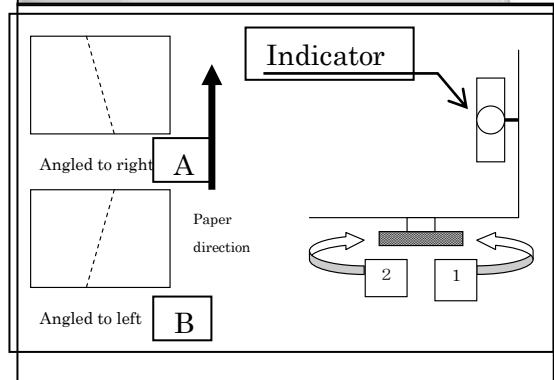 Indicator
Angled to right
A
Paper
direction
2
1
Angled to left
B